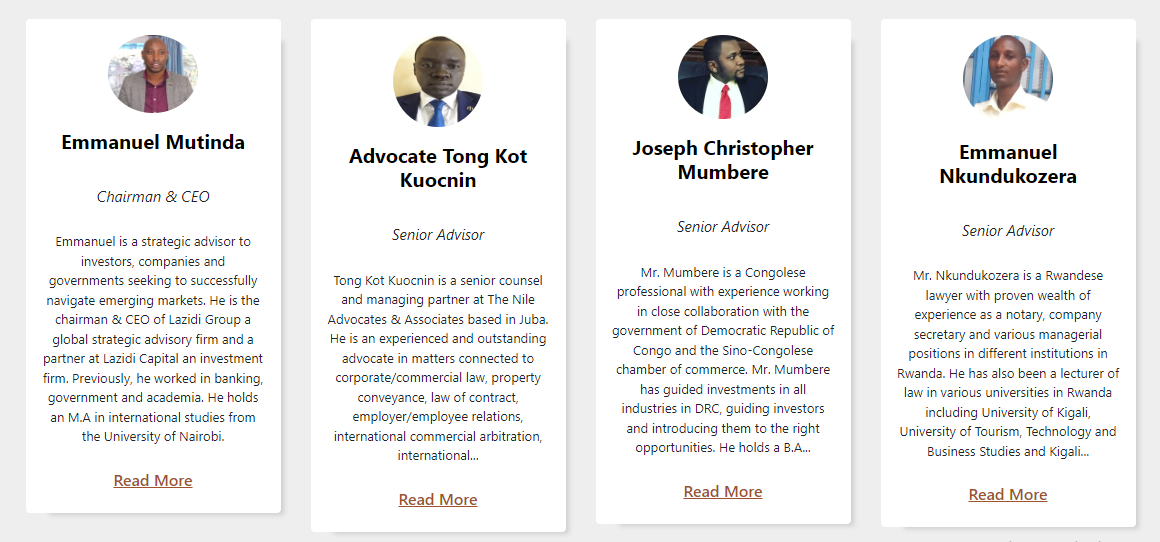 Emmanuel Mutinda
Chairman & CEO
Emmanuel is a strategic advisor to
investors, companies and
governments seeking to successfully
navigate emerging markets. He is the
chairman & CEO of Lazidi Group a
global strategic advisory firm and a
partner at Lazidi Capital an investment
firm. Previously, he worked in banking,
government and academia. He holds
an M.A in international studies from
the University of Nairobi.
Read More
Advocate Tong Kot
Kuocnin
Senior Advisor
Tong Kot Kuocnin is a senior counsel
and managing partner at The Nile
Advocates & Associates based in Juba.
He is an experienced and outstanding
advocate in matters connected to
corporate/commercial law, property
conveyance, law of contract,
employer/employee relations,
international commercial arbitration,
international...
Read More
Joseph Christopher
Mumbere
Senior Advisor
Mr. Mumbere is a Congolese
professional with experience working
in close collaboration with the
government of Democratic Republic of
Congo and the Sino-Congolese
chamber of commerce. Mr. Mumbere
has guided investments in all
industries in DRC, guiding investors
and introducing them to the right
opportunities. He holds a B.A...
Read More
Emmanuel
Nkundukozera
Senior Advisor
Mr. Nkundukozera is a Rwandese
lawyer with proven wealth of
experience as a notary, company
secretary and various managerial
positions in different institutions in
Rwanda. He has also been a lecturer of
law in various universities in Rwanda
including University of Kigali,
University of Tourism, Technology and
Business Studies and Kigali...
Read More